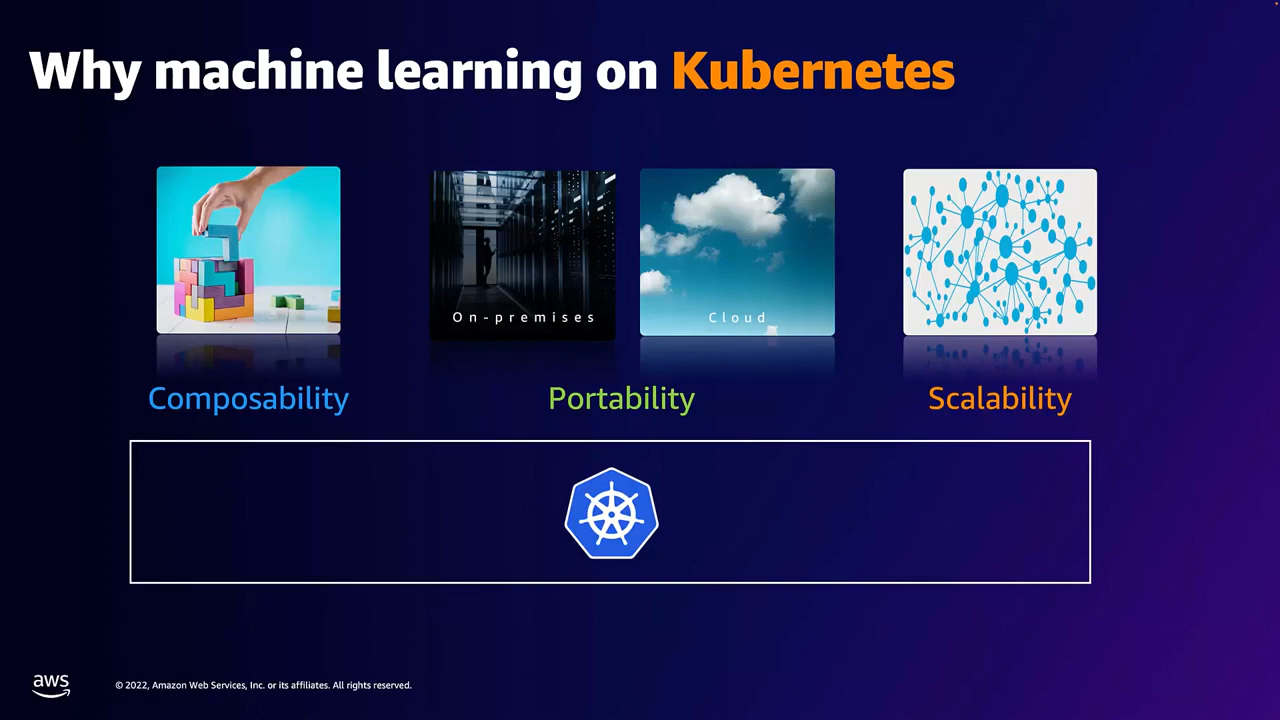 Why machine learning on Kubernetes
On-premises
Cloud
Composability
Portability
Scalability
aws
© 2022, Amazon Web Services, Inc. or its affiliates. All rights reserved.